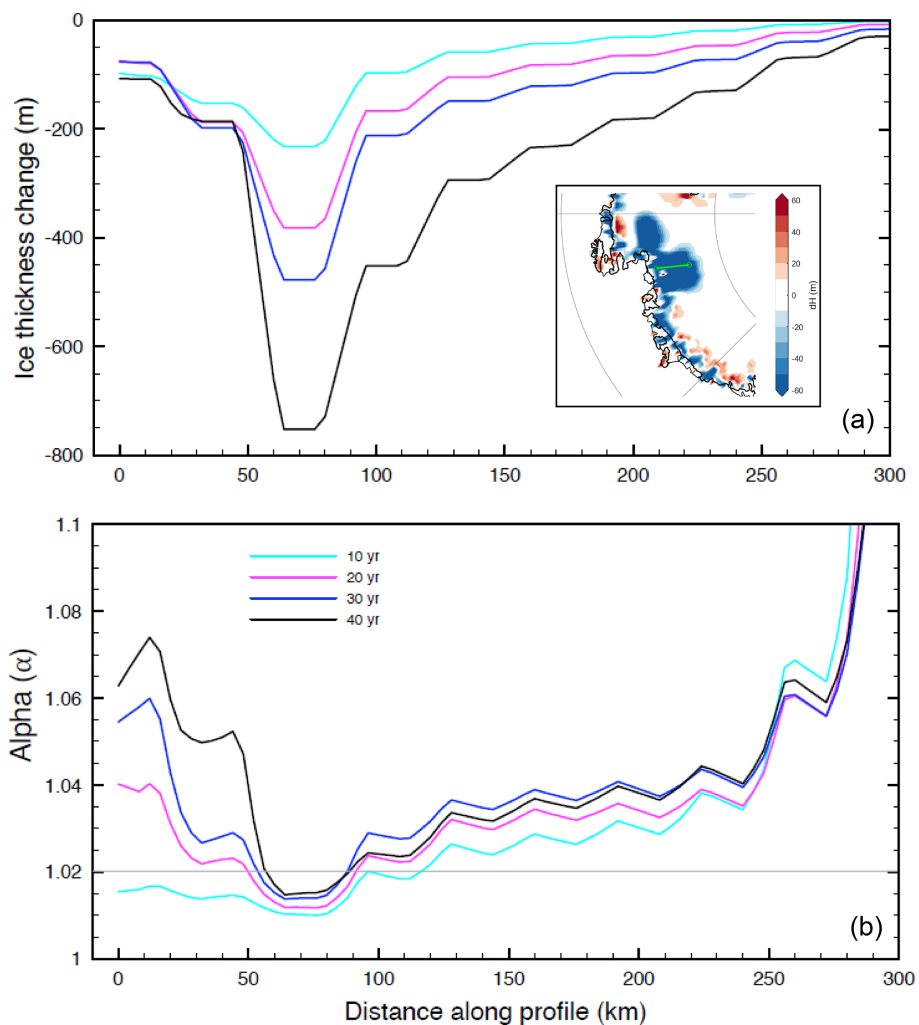 0
-200
-400
-600
-800
Ice thickness change (m)
60
40
20
0
-20
-40
-60
dH (m)
(a)
0 50 100 150 200 250 300
1.1
1.08
1.06
1.04
1.02
1
Alpha (α)
10 yr
20 yr
30 yr
40 yr
(b)
0 50 100 150 200 250 300
Distance along profile (km)